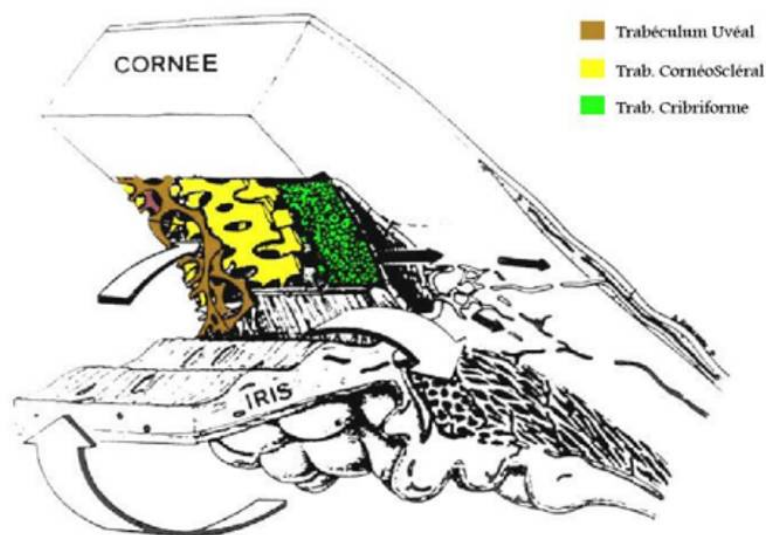 CORNEE
Trabéculum Uvéal
Trab. CornéoScléral
Trab. Cribriforme
IRIS